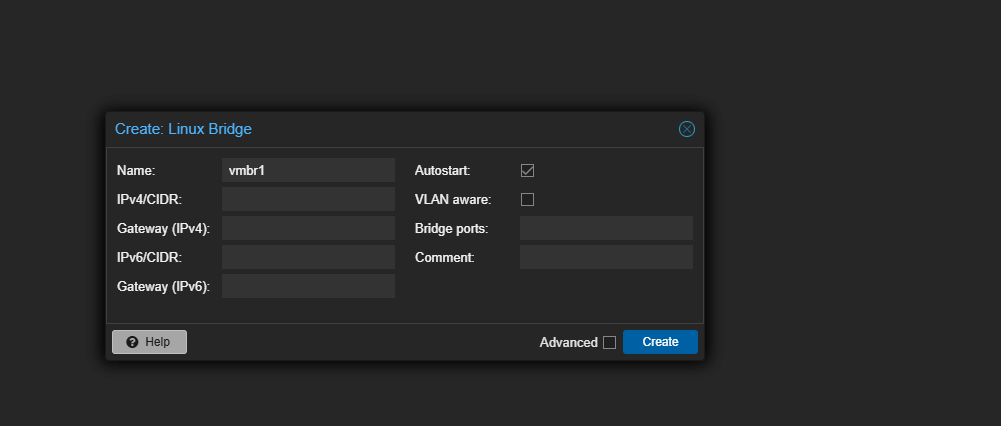 Create: Linux Bridge
Name: vmbr1 Autostart:
IPv4/CIDR: VLAN aware:
Gateway (IPv4): Bridge ports:
IPv6/CIDR: Comment:
Gateway (IPv6):
Help Advanced Create